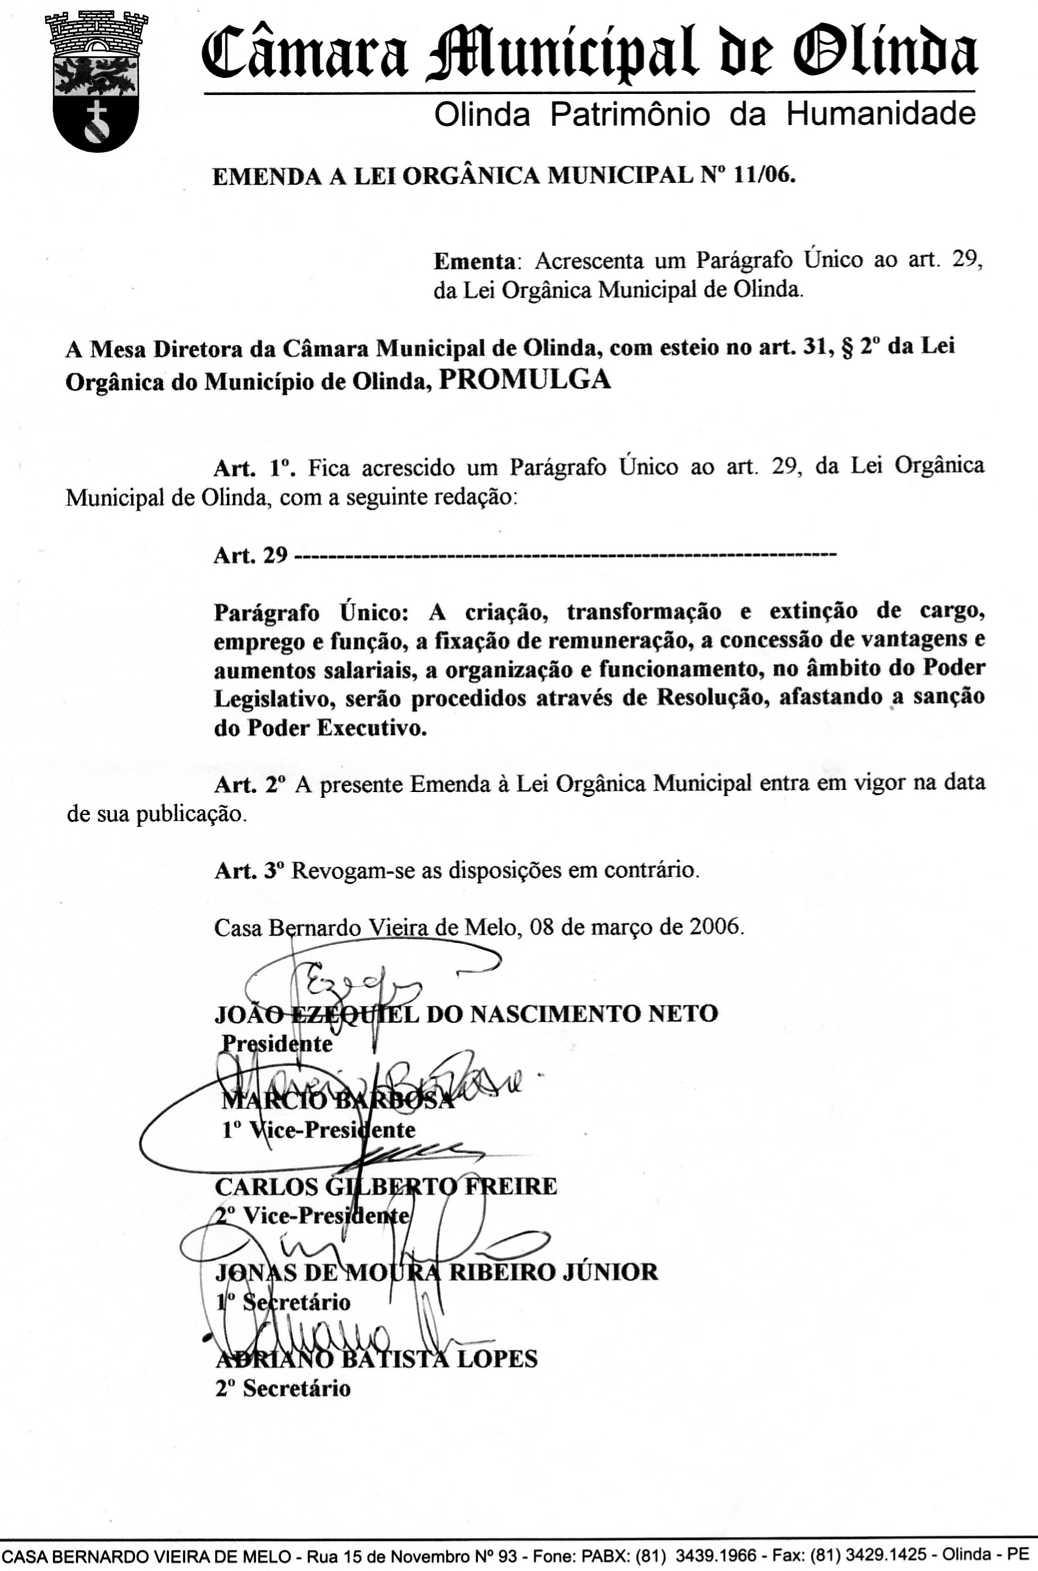 Câmara Municipal de Olinda
Olinda Patrimônio da Humanidade
EMENDA A LEI ORGÂNICA MUNICIPAL Nº 11/06.
Ementa: Acrescenta um Parágrafo Único ao art. 29,
da Lei Orgânica Municipal de Olinda.
A Mesa Diretora da Câmara Municipal de Olinda, com esteio no art. 31, § 2º da Lei
Orgânica do Município de Olinda, PROMULGA
Art. 1º. Fica acrescido um Parágrafo Único ao art. 29, da Lei Orgânica
Municipal de Olinda, com a seguinte redação:
Art. 29 ----------------------------------------------------------------
Parágrafo Único: A criação, transformação e extinção de cargo,
emprego e função, a fixação de remuneração, a concessão de vantagens e
aumentos salariais, a organização e funcionamento, no âmbito do Poder
Legislativo, serão procedidos através de Resolução, afastando a sanção
do Poder Executivo.
Art. 2º A presente Emenda à Lei Orgânica Municipal entra em vigor na data
de sua publicação.
Art. 3º Revogam-se as disposições em contrário.
Casa Bernardo Vieira de Melo, 08 de março de 2006.
JOÃO EZEQUIEL DO NASCIMENTO NETO
Presidente
MARCIO BARBOSA
1º Vice-Presidente
CARLOS GILBERTO FREIRE
2º Vice-Presidente
JONAS DE MOURA RIBEIRO JÚNIOR
1º Secretário
ADRIANO BATISTA LOPES
2º Secretário
CASA BERNARDO VIEIRA DE MELO - Rua 15 de Novembro Nº 93 - Fone: PABX: (81) 3439.1966 - Fax: (81) 3429.1425 - Olinda - PE